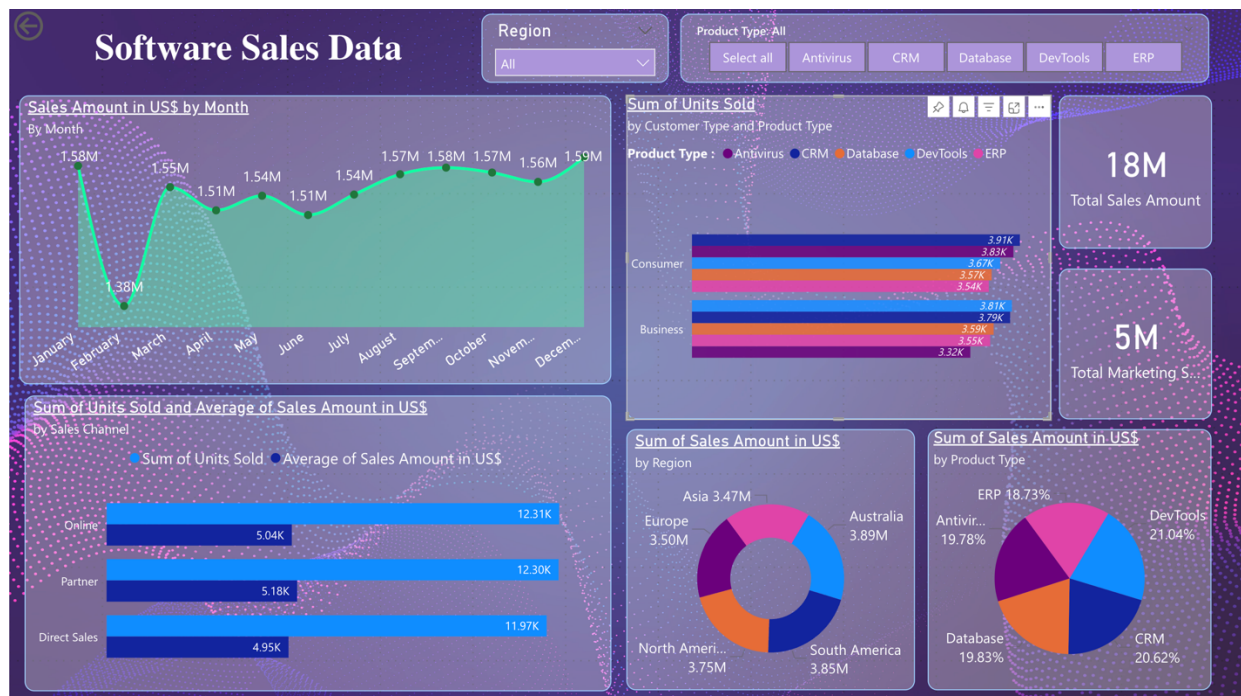 Software Sales Data
Region
All
Product Type: All
Select all
Antivirus
CRM
Database
DevTools
ERP
Sales Amount in US$ by Month
By Month
1.58M
1.38M
1.55M
1.51M
1.54M
1.51M
1.54M
1.57M
1.58M
1.57M
1.56M
1.59M
January
February
March
April
May
June
July
August
Septem...
October
Novem...
Decem...
Sum of Units Sold
by Customer Type and Product Type
Product Type : Antivirus CRM Database DevTools ERP
Consumer
3.91K
3.83K
3.67K
3.57K
3.54K
Business
3.81K
3.79K
3.59K
3.55K
3.32K
18M
Total Sales Amount
5M
Total Marketing S...
Sum of Units Sold and Average of Sales Amount in US$
by Sales Channel
Sum of Units Sold Average of Sales Amount in US$
Online
12.31K
5.04K
Partner
12.30K
5.18K
Direct Sales
11.97K
4.95K
Sum of Sales Amount in US$
by Region
Asia 3.47M
Europe
3.50M
Australia
3.89M
North Ameri...
3.75M
South America
3.85M
Sum of Sales Amount in US$
by Product Type
ERP 18.73%
Antivir...
19.78%
DevTools
21.04%
Database
19.83%
CRM
20.62%